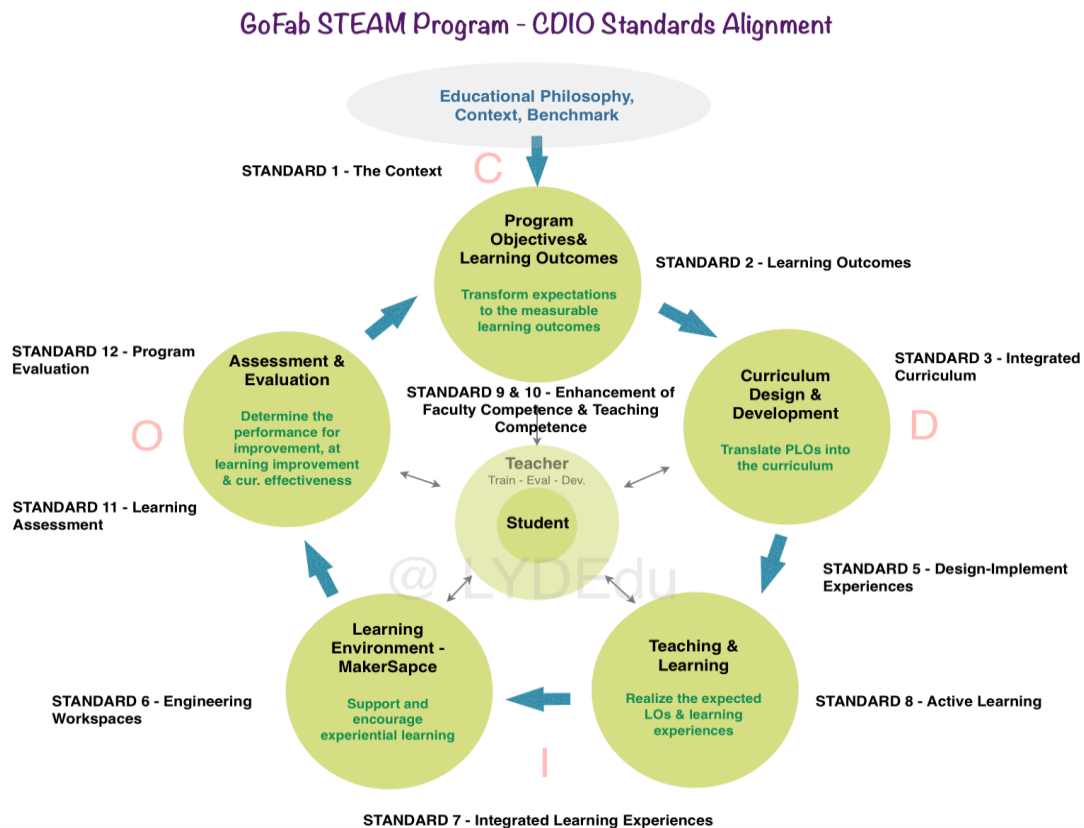 GoFab STEAM Program - CDIO Standards Alignment
Educational Philosophy,
Context, Benchmark
STANDARD 1 - The Context
C
Program
Objectives&
Learning Outcomes
Transform expectations
to the measurable
learning outcomes
STANDARD 2 - Learning Outcomes
STANDARD 12 - Program
Evaluation
Assessment &
Evaluation
Determine the
performance for
improvement, at
learning improvement
& cur. effectiveness
O
STANDARD 9 & 10 - Enhancement of
Faculty Competence & Teaching
Competence
Curriculum
Design &
Development
Translate PLOs into
the curriculum
STANDARD 3 - Integrated
Curriculum
D
Teacher
Train - Eval - Dev.
Student
STANDARD 11 - Learning
Assessment
@ LYDEdu
STANDARD 5 - Design-Implement
Experiences
Learning
Environment -
MakerSapce
Support and
encourage
experiential learning
Teaching &
Learning
Realize the expected
LOs & learning
experiences
STANDARD 6 - Engineering
Workspaces
STANDARD 8 - Active Learning
I
STANDARD 7 - Integrated Learning Experiences